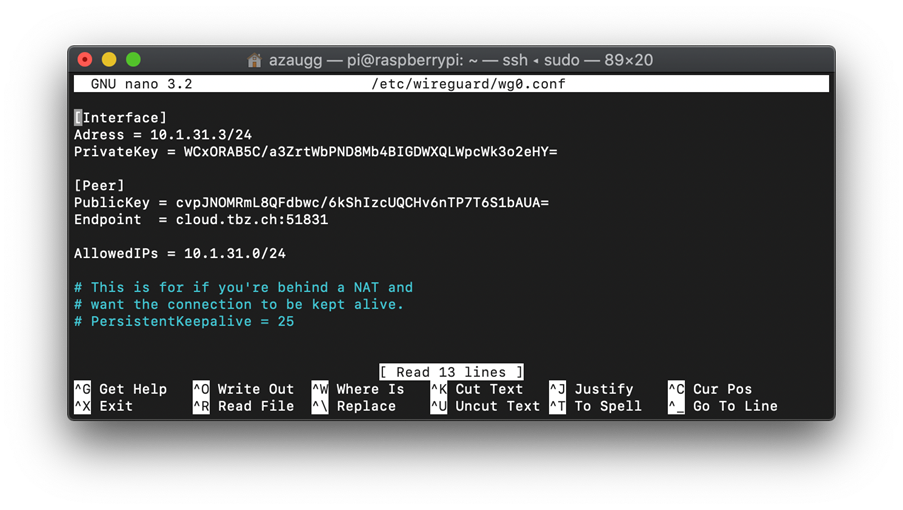 azaugg — pi@raspberrypi: ~ — ssh ◂ sudo — 89×20
GNU nano 3.2 /etc/wireguard/wg0.conf
[Interface]
Adress = 10.1.31.3/24
PrivateKey = WCxORAB5C/a3ZrtWbPND8Mb4BIGDWXQLWpcWk3o2eHY=
[Peer]
PublicKey = cvpJNOMRmL8QFdbwc/6kShIzcUQCHv6nTP7T6S1bAUA=
Endpoint  = cloud.tbz.ch:51831
AllowedIPs = 10.1.31.0/24
# This is for if you're behind a NAT and
# want the connection to be kept alive.
# PersistentKeepalive = 25
[ Read 13 lines ]
^G Get Help ^O Write Out ^W Where Is ^K Cut Text ^J Justify ^C Cur Pos
^X Exit ^R Read File ^\ Replace ^U Uncut Text ^T To Spell ^_ Go To Line